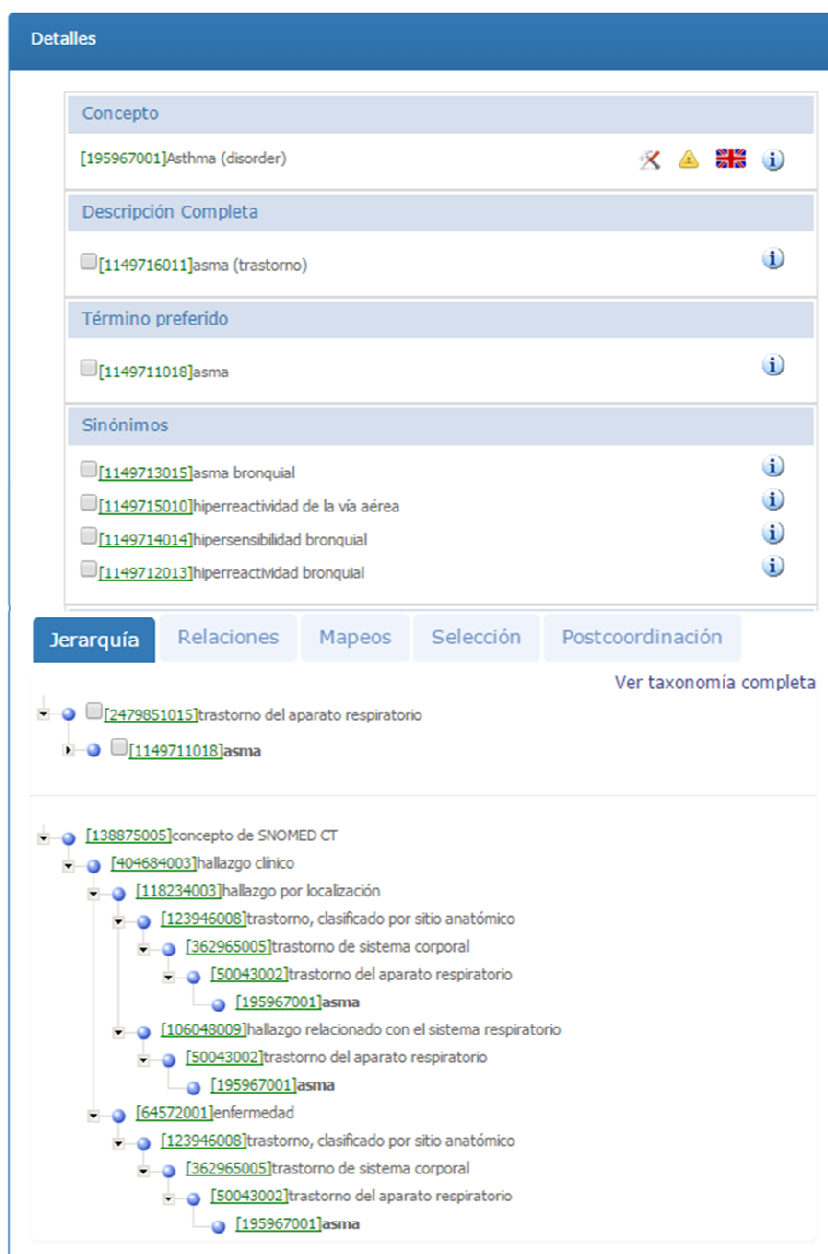 Detalles
Concepto
[195967001]Asthma (disorder)
Descripción Completa
[1149716011]asma (trastorno)
Término preferido
[1149711018]asma
Sinónimos
[1149713015]asma bronquial
[1149715010]hiperreactividad de la vía aérea
[1149714014]hipersensibilidad bronquial
[1149712013]hiperreactividad bronquial
Jerarquía Relaciones Mapeos Selección Postcoordinación
Ver taxonomía completa
[2479851015]trastorno del aparato respiratorio
[1149711018]asma
[138875005]concepto de SNOMED CT
[404684003]hallazgo clínico
[118234003]hallazgo por localización
[123946008]trastorno, clasificado por sitio anatómico
[362965005]trastorno de sistema corporal
[50043002]trastorno del aparato respiratorio
[195967001]asma
[106048009]hallazgo relacionado con el sistema respiratorio
[50043002]trastorno del aparato respiratorio
[195967001]asma
[64572001]enfermedad
[123946008]trastorno, clasificado por sitio anatómico
[362965005]trastorno de sistema corporal
[50043002]trastorno del aparato respiratorio
[195967001]asma